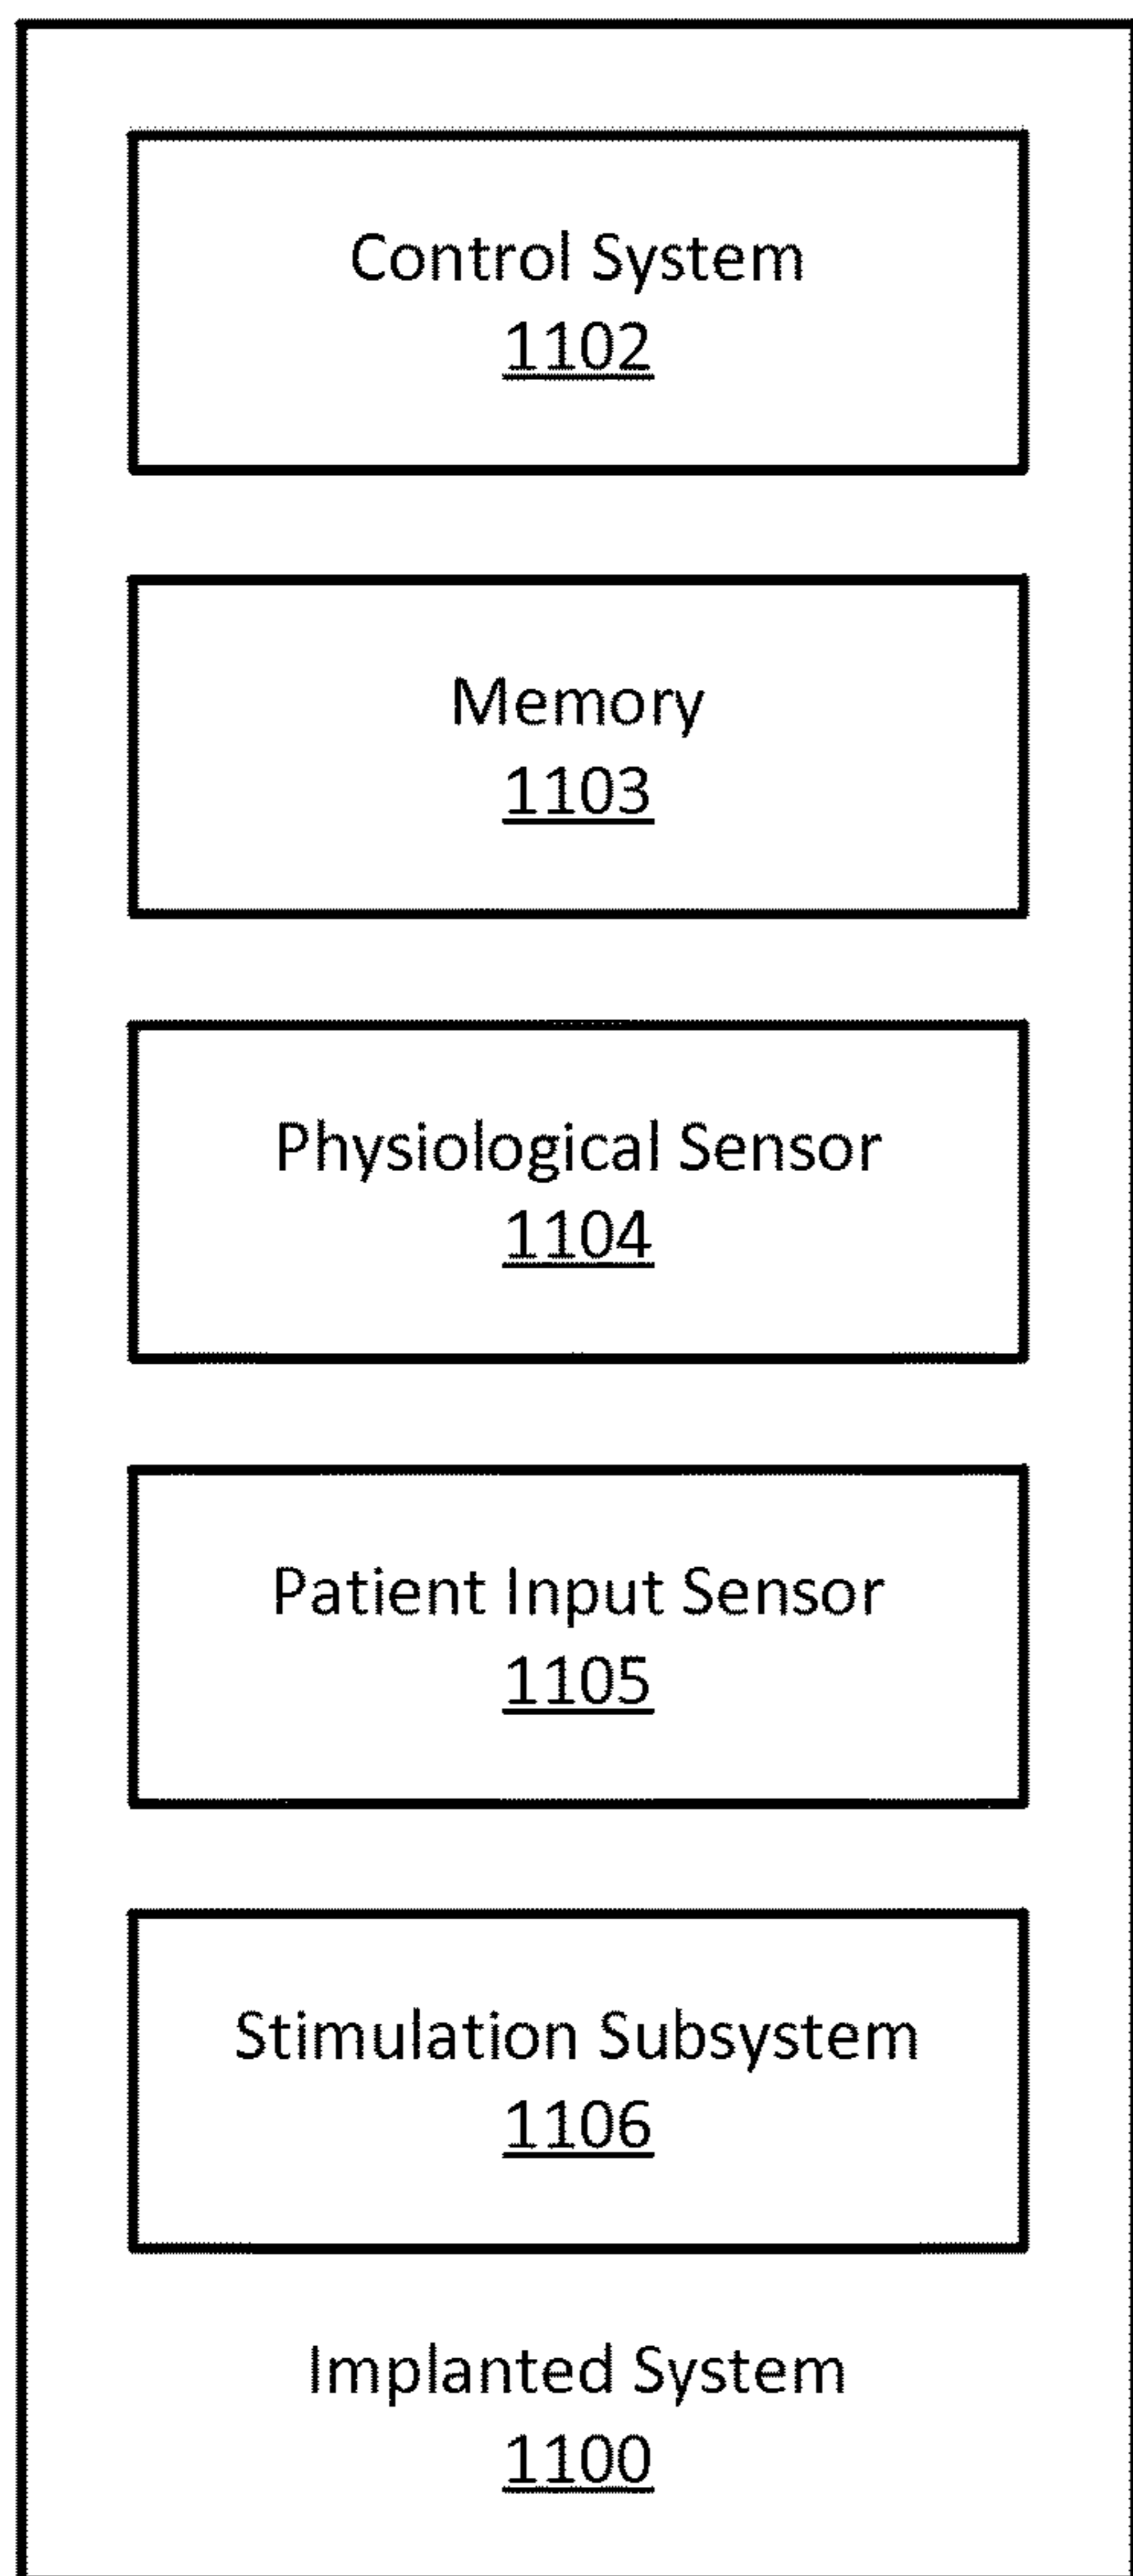 Control System
1102
Memory
1103
Physiological Sensor
1104
Patient Input Sensor
1105
Stimulation Subsystem
1106
Implanted System
1100